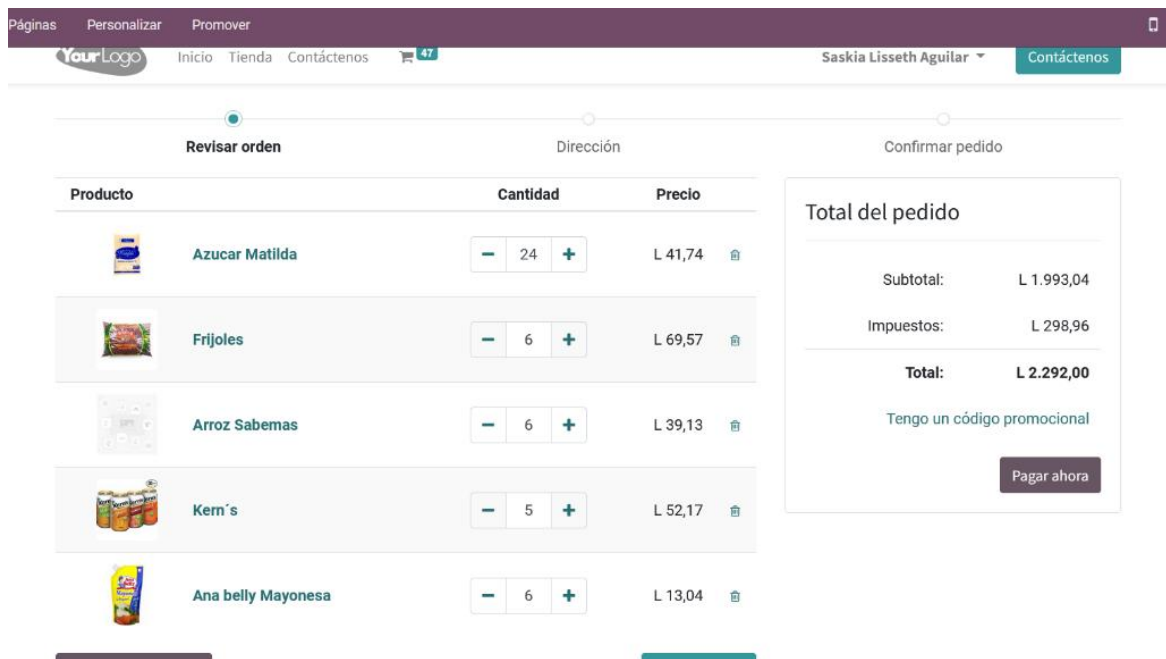 Páginas Personalizar Promover
YourLogo Inicio Tienda Contáctenos 47 Saskia Lisseth Aguilar Contáctenos
Revisar orden Dirección Confirmar pedido
Producto Cantidad Precio
Azucar Matilda − 24 + L 41,74
Frijoles − 6 + L 69,57
Arroz Sabemas − 6 + L 39,13
Kern´s − 5 + L 52,17
Ana belly Mayonesa − 6 + L 13,04
Total del pedido
Subtotal: L 1.993,04
Impuestos: L 298,96
Total: L 2.292,00
Tengo un código promocional
Pagar ahora